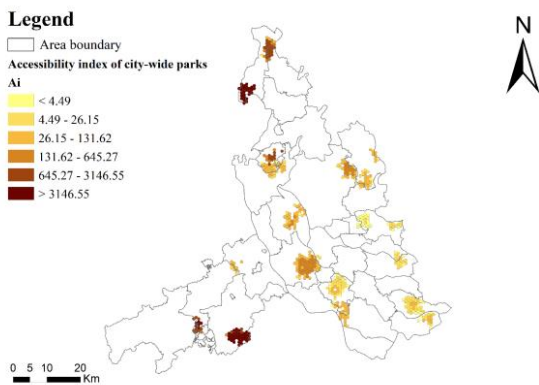 Legend
Area boundary
Accessibility index of city-wide parks
Ai
< 4.49
4.49 - 26.15
26.15 - 131.62
131.62 - 645.27
645.27 - 3146.55
> 3146.55
N
0 5 10 20
Km